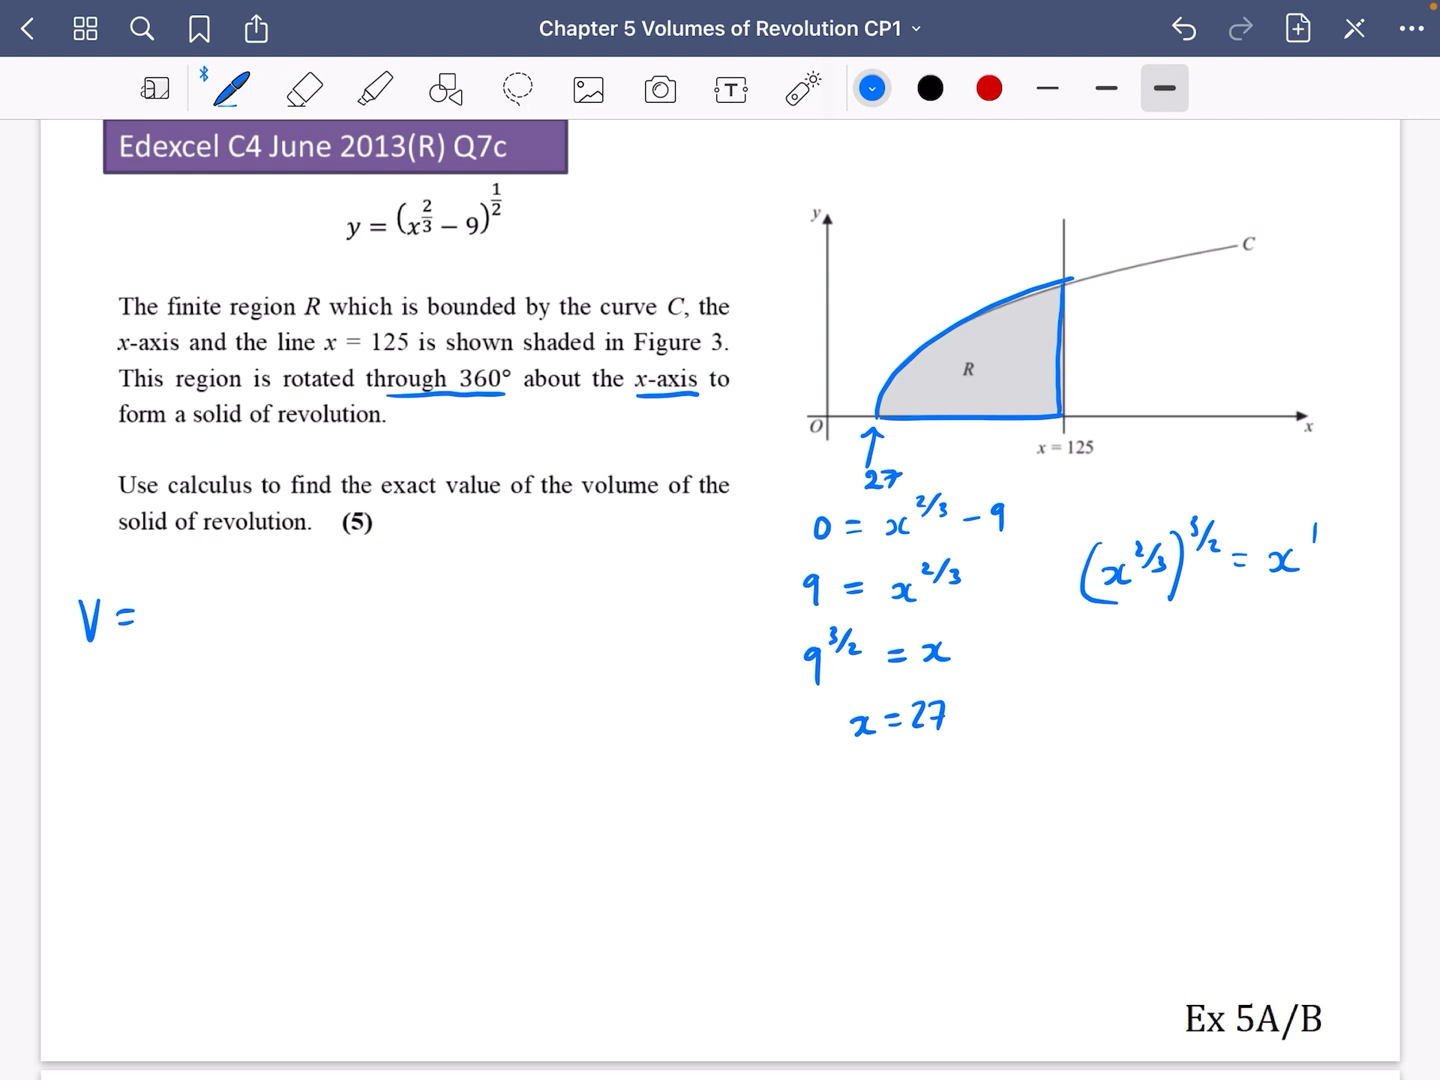 Chapter 5 Volumes of Revolution CP1
Edexcel C4 June 2013(R) Q7c
y = (x^{2/3} − 9)^{1/2}
The finite region R which is bounded by the curve C, the
x-axis and the line x = 125 is shown shaded in Figure 3.
This region is rotated through 360° about the x-axis to
form a solid of revolution.
Use calculus to find the exact value of the volume of the
solid of revolution. (5)
V =
y
C
R
O
x
x = 125
27
0 = x^{2/3} − 9
9 = x^{2/3}
9^{3/2} = x
x = 27
(x^{2/3})^{3/2} = x^1
Ex 5A/B